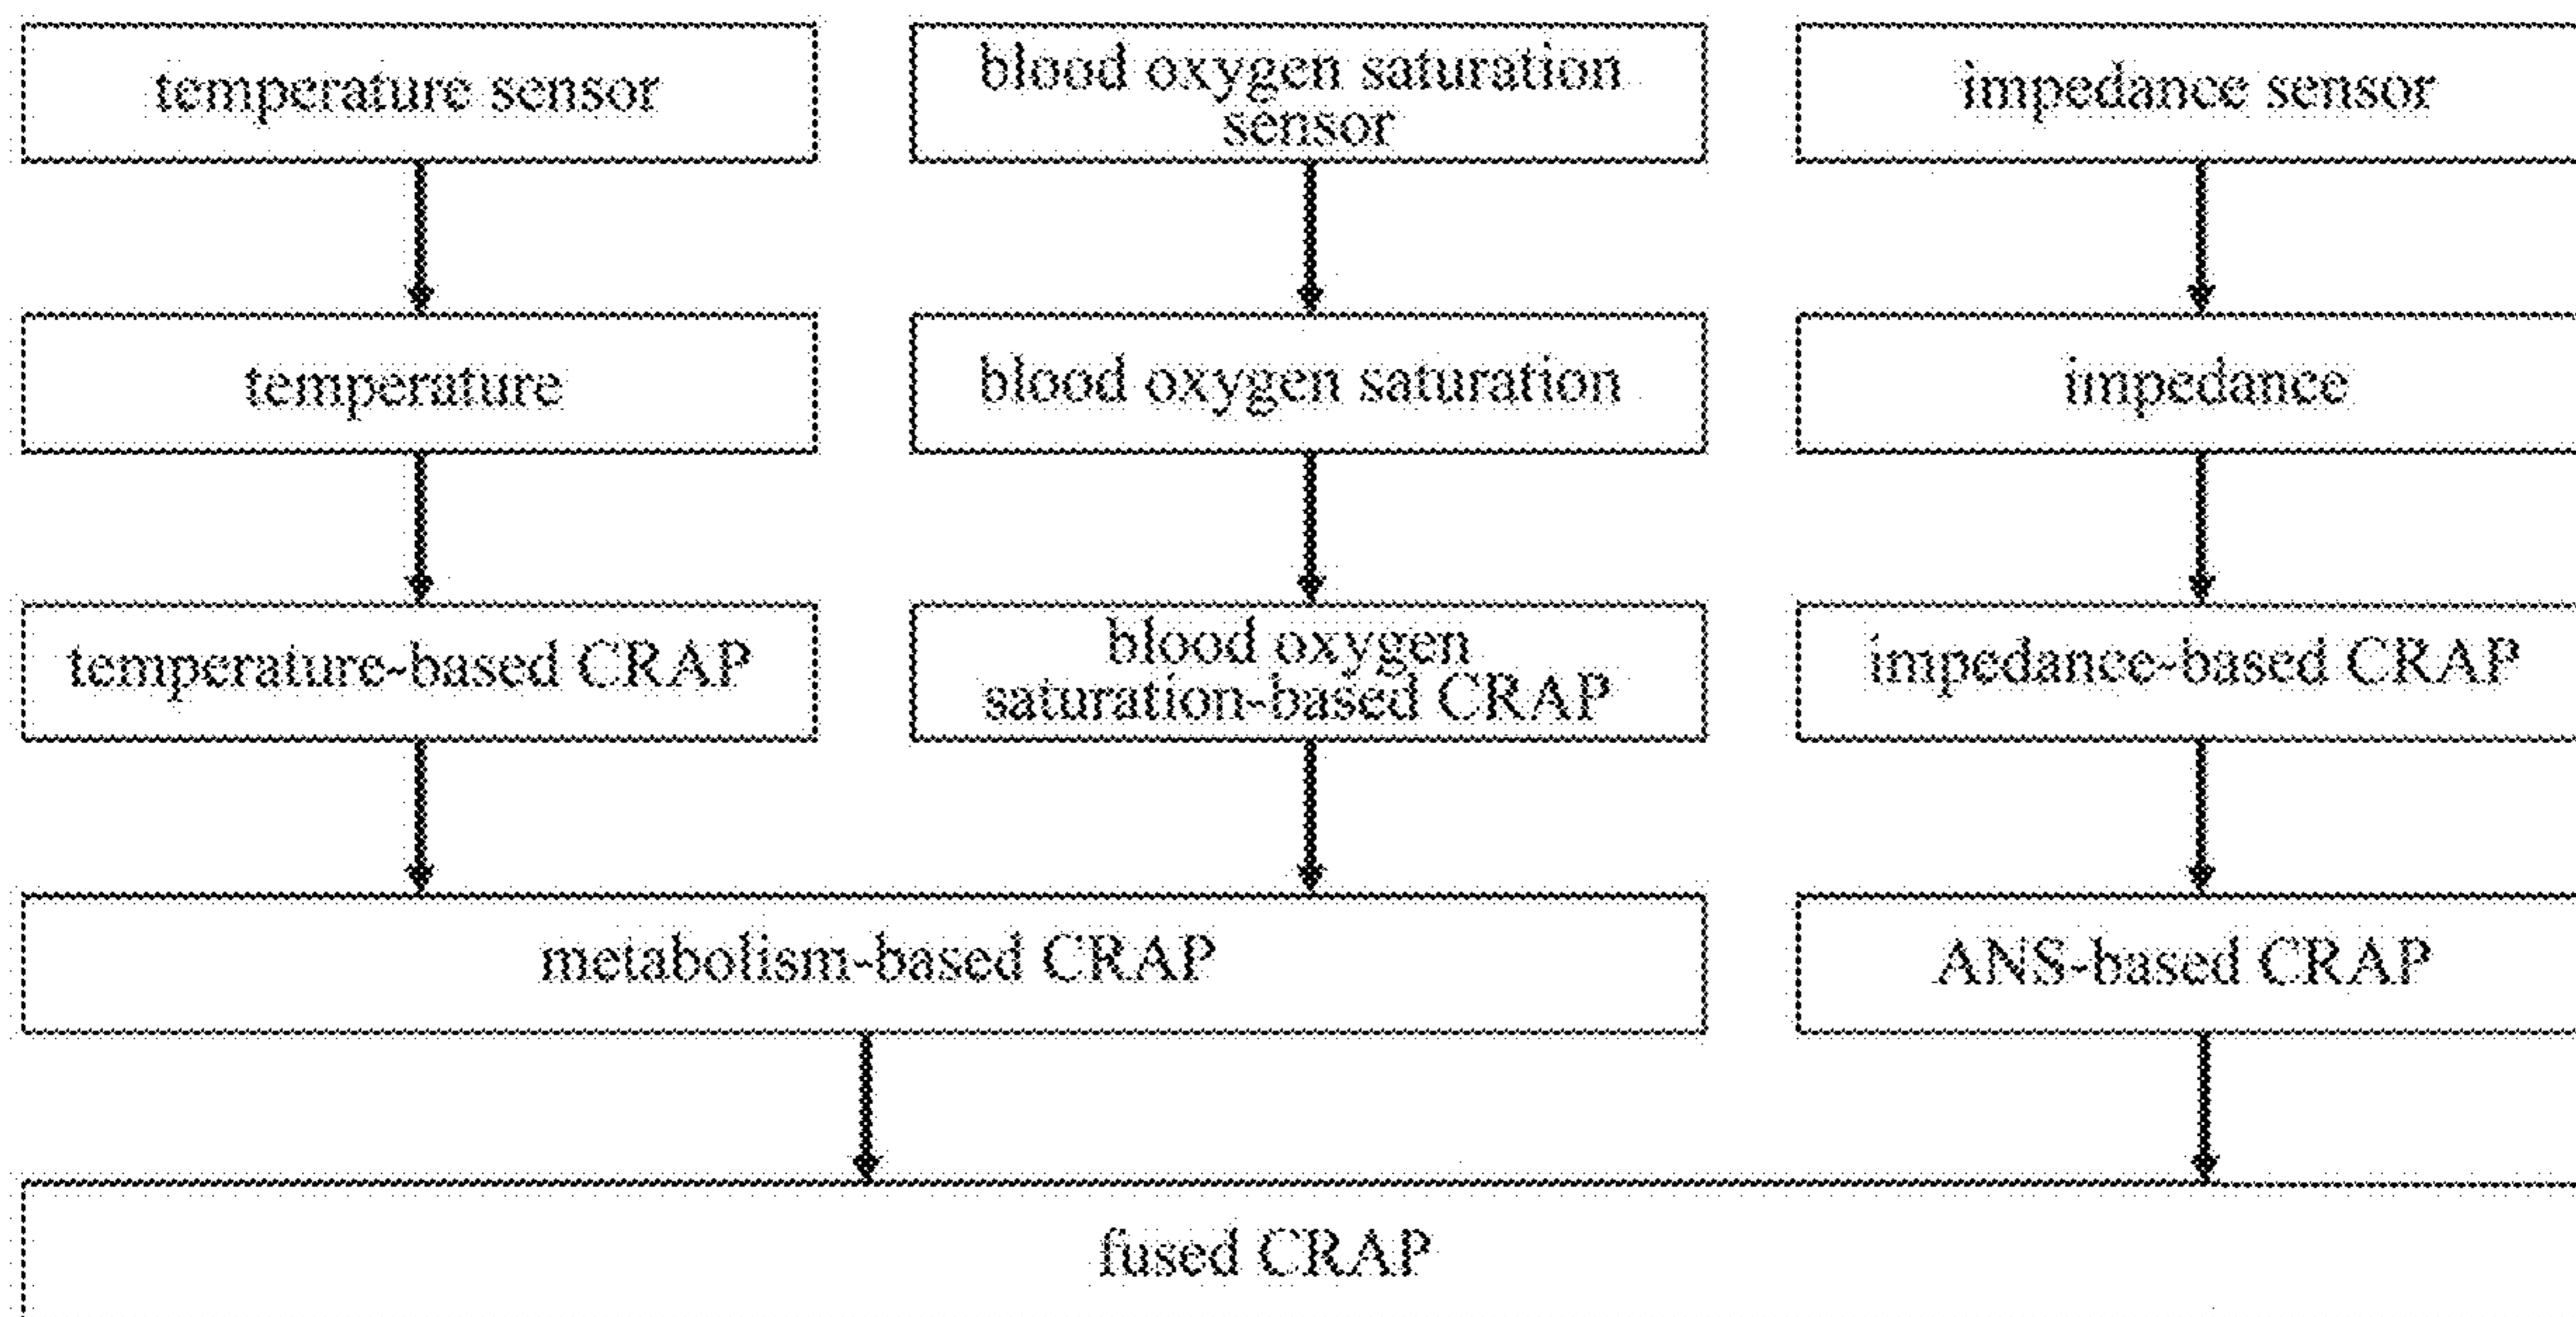 temperature sensor
blood oxygen saturation
sensor
impedance sensor
temperature
blood oxygen saturation
impedance
temperature-based CRAP
blood oxygen
saturation-based CRAP
impedance-based CRAP
metabolism-based CRAP
ANS-based CRAP
fused CRAP